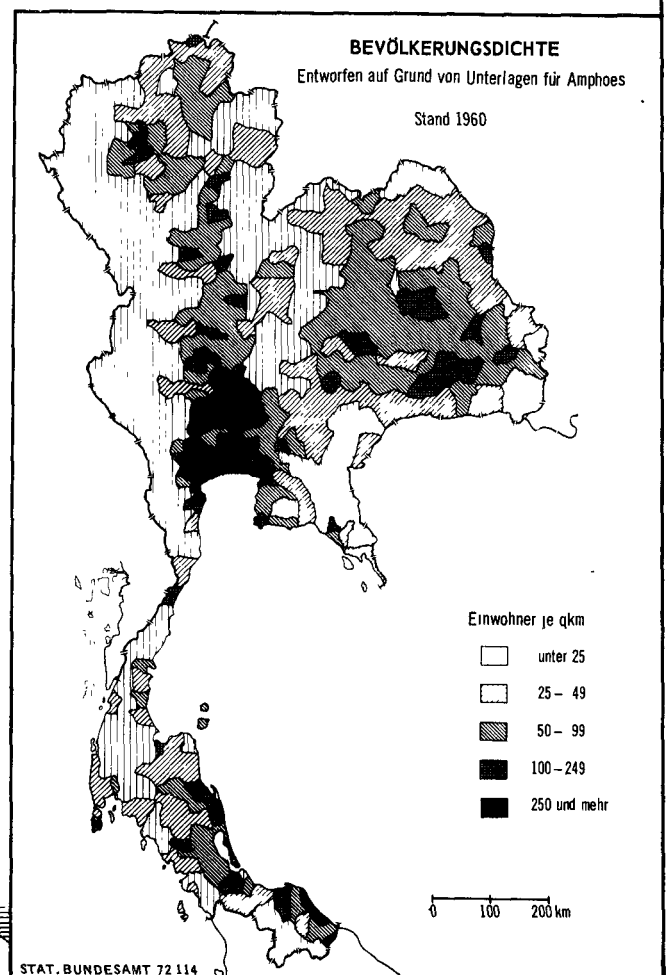 BEVÖLKERUNGSDICHTE
Entworfen auf Grund von Unterlagen für Amphoes
Stand 1960
Einwohner je qkm
unter 25
25 – 49
50 – 99
100 – 249
250 und mehr
0 100 200 km
STAT. BUNDESAMT 72 114